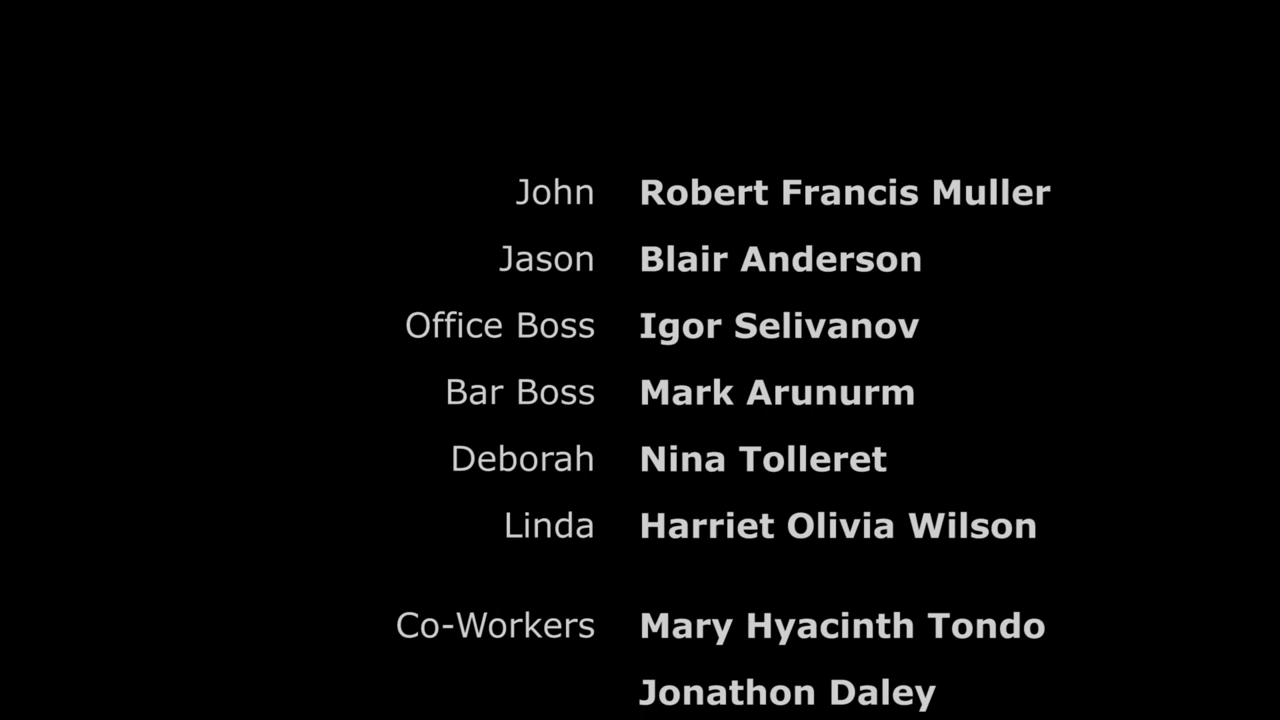 John Robert Francis Muller
Jason Blair Anderson
Office Boss Igor Selivanov
Bar Boss Mark Arunurm
Deborah Nina Tolleret
Linda Harriet Olivia Wilson
Co-Workers Mary Hyacinth Tondo
Jonathon Daley